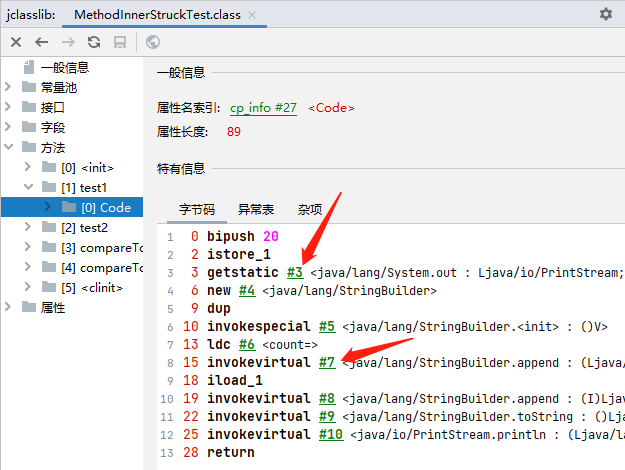 jclasslib: MethodInnerStruckTest.class
一般信息
常量池
接口
字段
方法
[0] <init>
[1] test1
[0] Code
[2] test2
[3] compareTo
[4] compareTo
[5] <clinit>
属性
一般信息
属性名索引: cp_info #27 <Code>
属性长度: 89
特有信息
字节码 异常表 杂项
1 0 bipush 20
2 2 istore_1
3 3 getstatic #3 <java/lang/System.out : Ljava/io/PrintStream;
4 6 new #4 <java/lang/StringBuilder>
5 9 dup
6 10 invokespecial #5 <java/lang/StringBuilder.<init> : ()V>
7 13 ldc #6 <count=>
8 15 invokevirtual #7 <java/lang/StringBuilder.append : (Ljava/
9 18 iload_1
10 19 invokevirtual #8 <java/lang/StringBuilder.append : (I)Ljav
11 22 invokevirtual #9 <java/lang/StringBuilder.toString : ()Lj
12 25 invokevirtual #10 <java/io/PrintStream.println : (Ljava/la
13 28 return